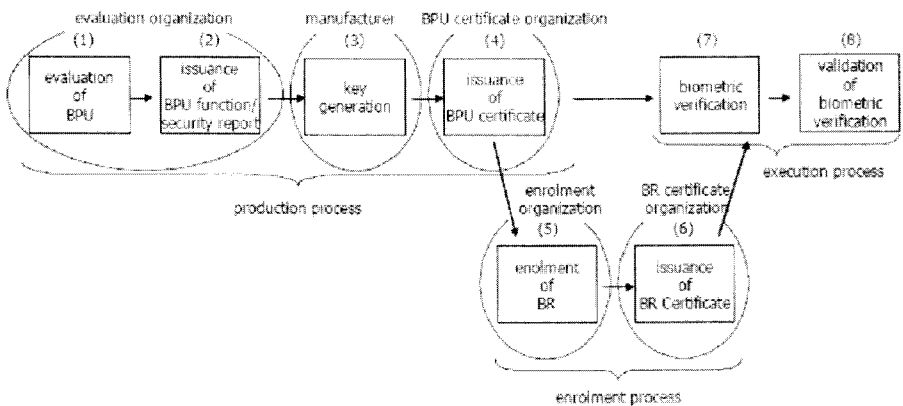 evaluation organization
manufacturer
BPU certificate organization
(1)
(2)
(3)
(4)
(7)
(8)
evaluation
of
BPU
issuance
of
BPU function/
security report
key
generation
issuance
of
BPU certificate
biometric
verification
validation
of
biometric
verification
production process
execution process
enrolment
organization
BR certificate
organization
(5)
(6)
enolment
of
BR
issuance
of
BR Certificate
enrolment process